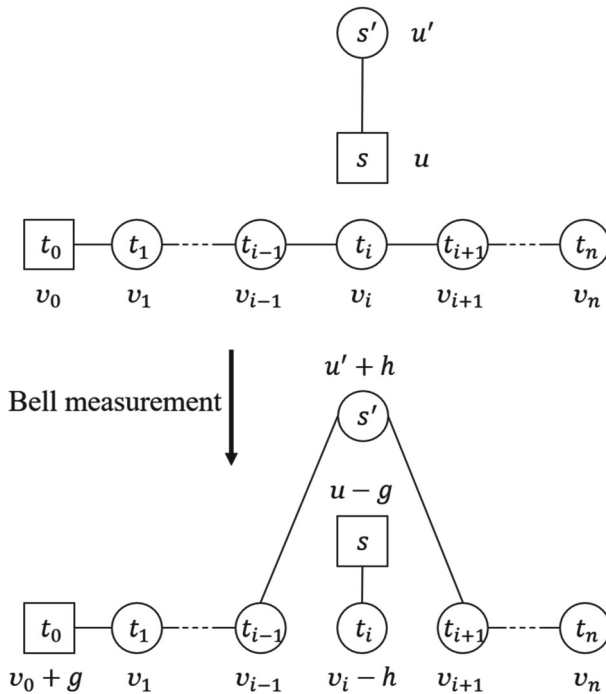 s′ u′
s u
t₀ t₁ tᵢ₋₁ tᵢ tᵢ₊₁ tₙ
v₀ v₁ vᵢ₋₁ vᵢ vᵢ₊₁ vₙ
u′ + h
Bell measurement
s′
u − g
s
t₀ t₁ tᵢ₋₁ tᵢ tᵢ₊₁ tₙ
v₀ + g v₁ vᵢ₋₁ vᵢ − h vᵢ₊₁ vₙ